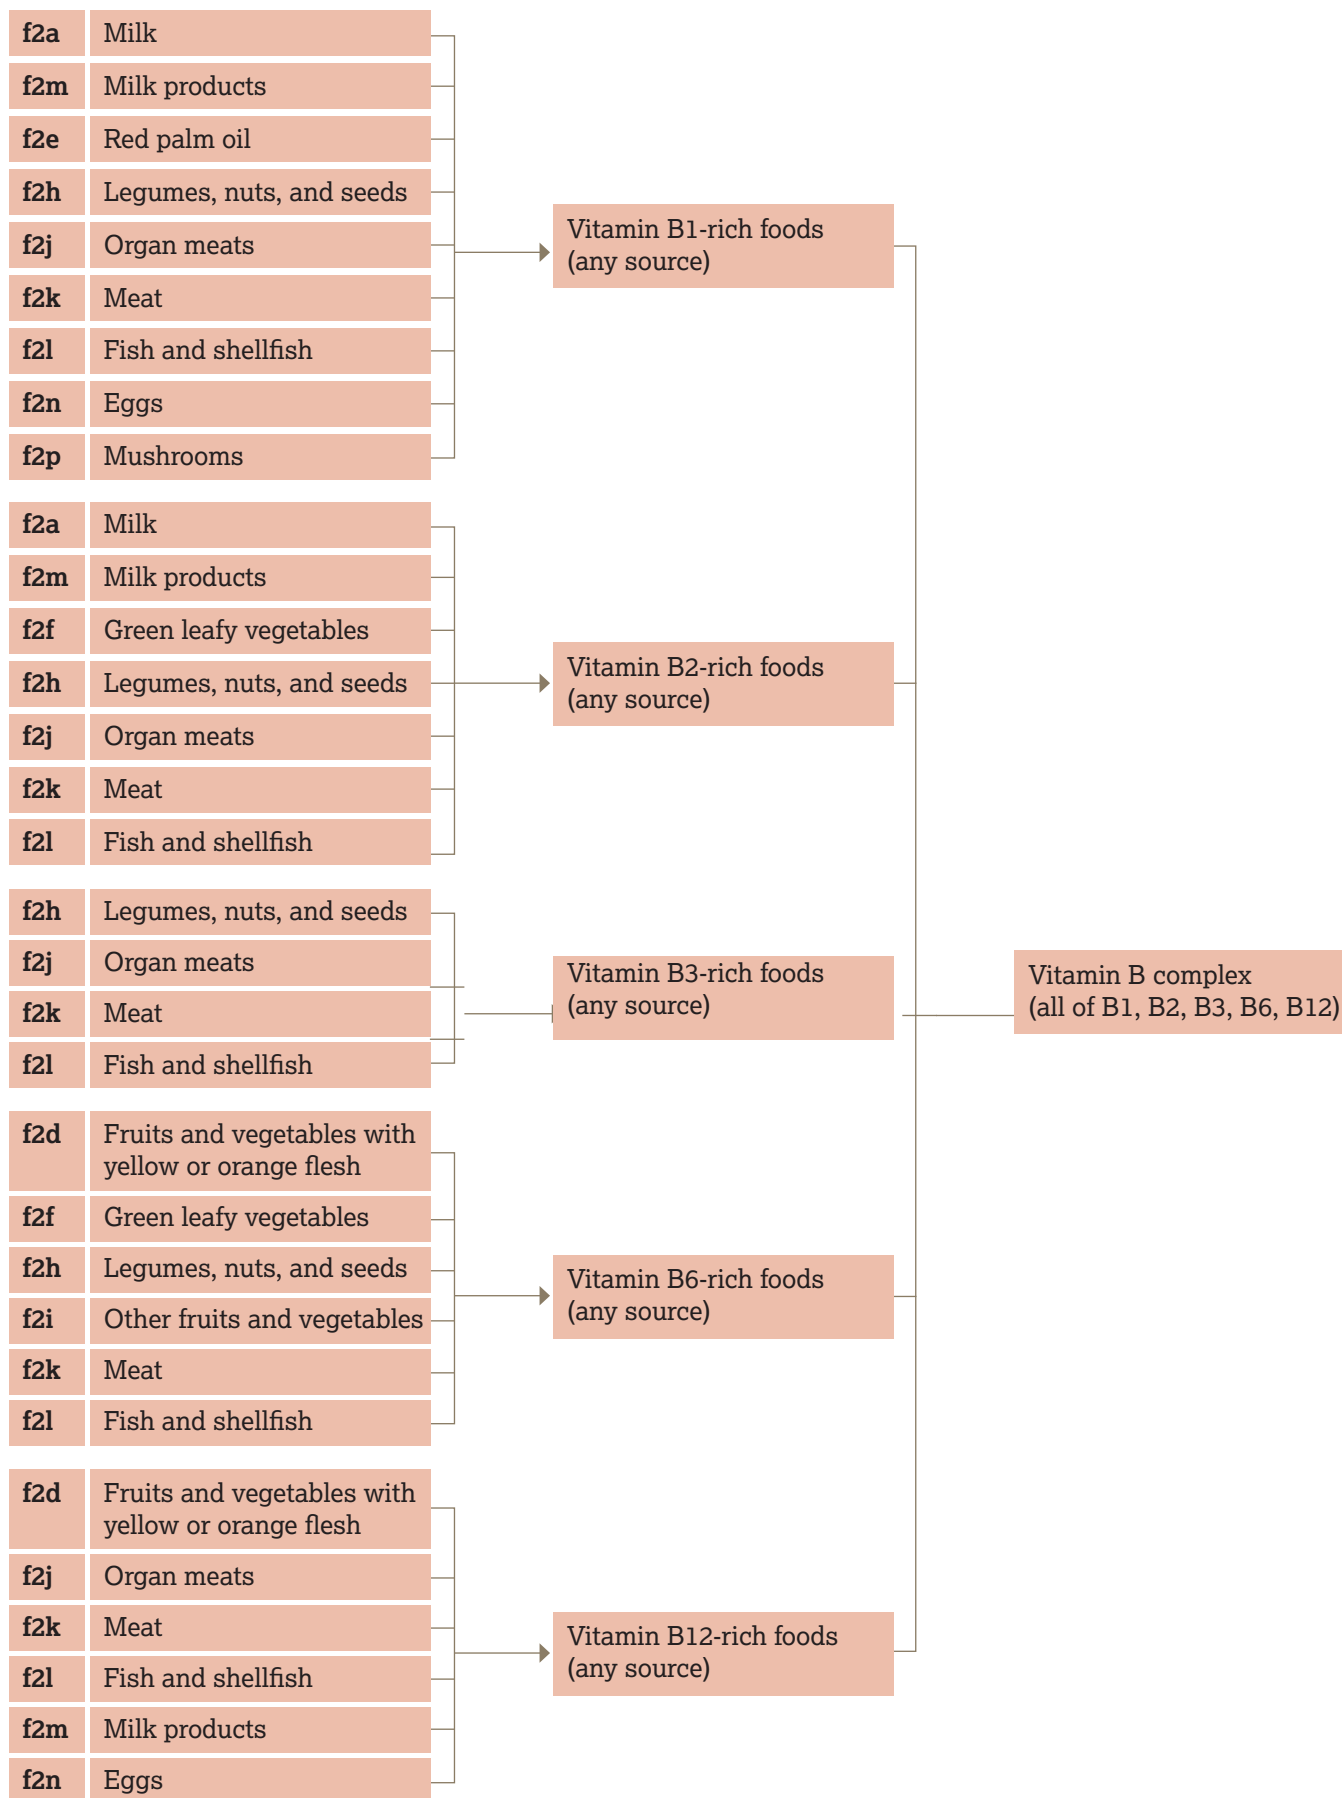 f2a Milk
f2m Milk products
f2e Red palm oil
f2h Legumes, nuts, and seeds
f2j Organ meats
f2k Meat
f2l Fish and shellfish
f2n Eggs
f2p Mushrooms
Vitamin B1-rich foods
(any source)
f2a Milk
f2m Milk products
f2f Green leafy vegetables
f2h Legumes, nuts, and seeds
f2j Organ meats
f2k Meat
f2l Fish and shellfish
Vitamin B2-rich foods
(any source)
f2h Legumes, nuts, and seeds
f2j Organ meats
f2k Meat
f2l Fish and shellfish
Vitamin B3-rich foods
(any source)
f2d Fruits and vegetables with
yellow or orange flesh
f2f Green leafy vegetables
f2h Legumes, nuts, and seeds
f2i Other fruits and vegetables
f2k Meat
f2l Fish and shellfish
Vitamin B6-rich foods
(any source)
f2d Fruits and vegetables with
yellow or orange flesh
f2j Organ meats
f2k Meat
f2l Fish and shellfish
f2m Milk products
f2n Eggs
Vitamin B12-rich foods
(any source)
Vitamin B complex
(all of B1, B2, B3, B6, B12)